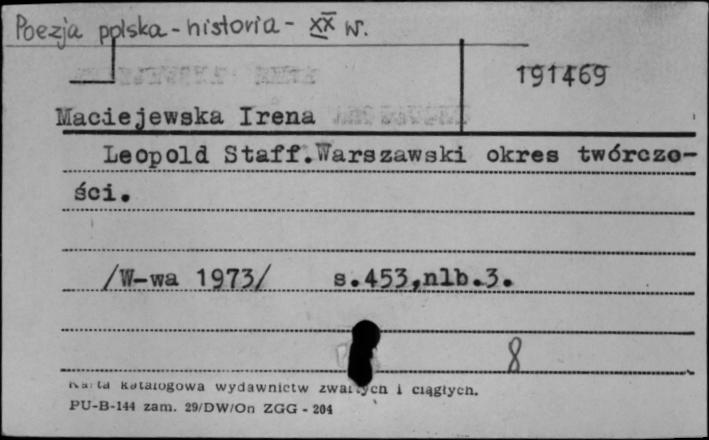 Poezja polska - historia - XX w.
191469
Maciejewska Irena
Leopold Staff.Warszawski okres twórczo-
ści.
/W-wa 1973/ s.453,nlb.3.
8
Karta katalogowa wydawnictw zwartych i ciągłych.
PU-B-144 zam. 29/DW/On ZGG - 204